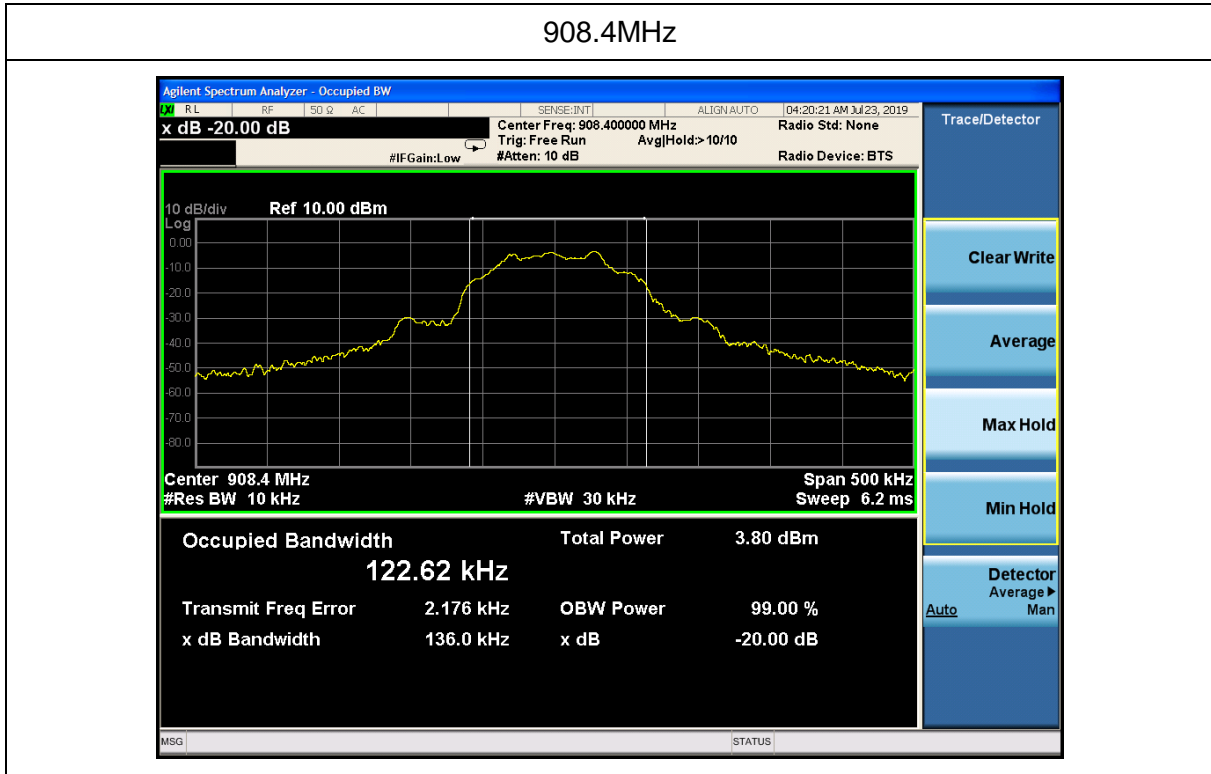 908.4MHz
Agilent Spectrum Analyzer - Occupied BW
LXI RL RF 50 Ω AC SENSE:INT ALIGN AUTO 04:20:21 AM Jul 23, 2019
x dB -20.00 dB Center Freq: 908.400000 MHz Radio Std: None Trace/Detector
Trig: Free Run Avg|Hold:>10/10
#IFGain:Low #Atten: 10 dB Radio Device: BTS
10 dB/div Ref 10.00 dBm
Log
0.00
-10.0
-20.0
-30.0
-40.0
-50.0
-60.0
-70.0
-80.0
Center 908.4 MHz Span 500 kHz
#Res BW 10 kHz #VBW 30 kHz Sweep 6.2 ms
Occupied Bandwidth Total Power 3.80 dBm
122.62 kHz
Transmit Freq Error 2.176 kHz OBW Power 99.00 %
x dB Bandwidth 136.0 kHz x dB -20.00 dB
Clear Write
Average
Max Hold
Min Hold
Detector
Average▶
Auto Man
MSG STATUS